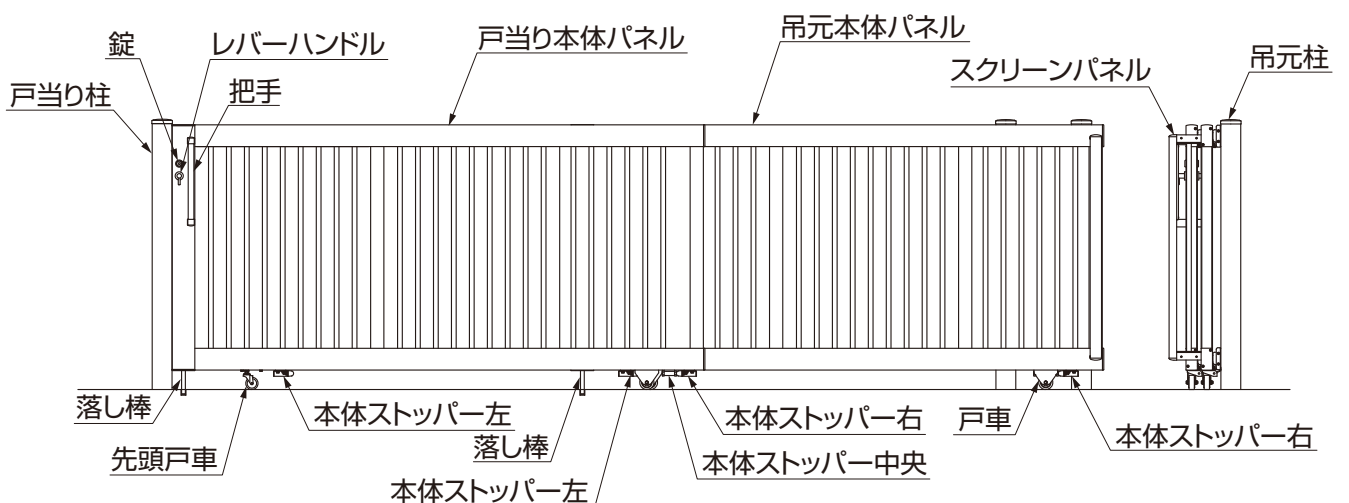 錠
レバーハンドル
戸当り本体パネル
吊元本体パネル
スクリーンパネル
吊元柱
戸当り柱
把手
落し棒
先頭戸車
本体ストッパー左
落し棒
本体ストッパー左
本体ストッパー右
本体ストッパー中央
戸車
本体ストッパー右